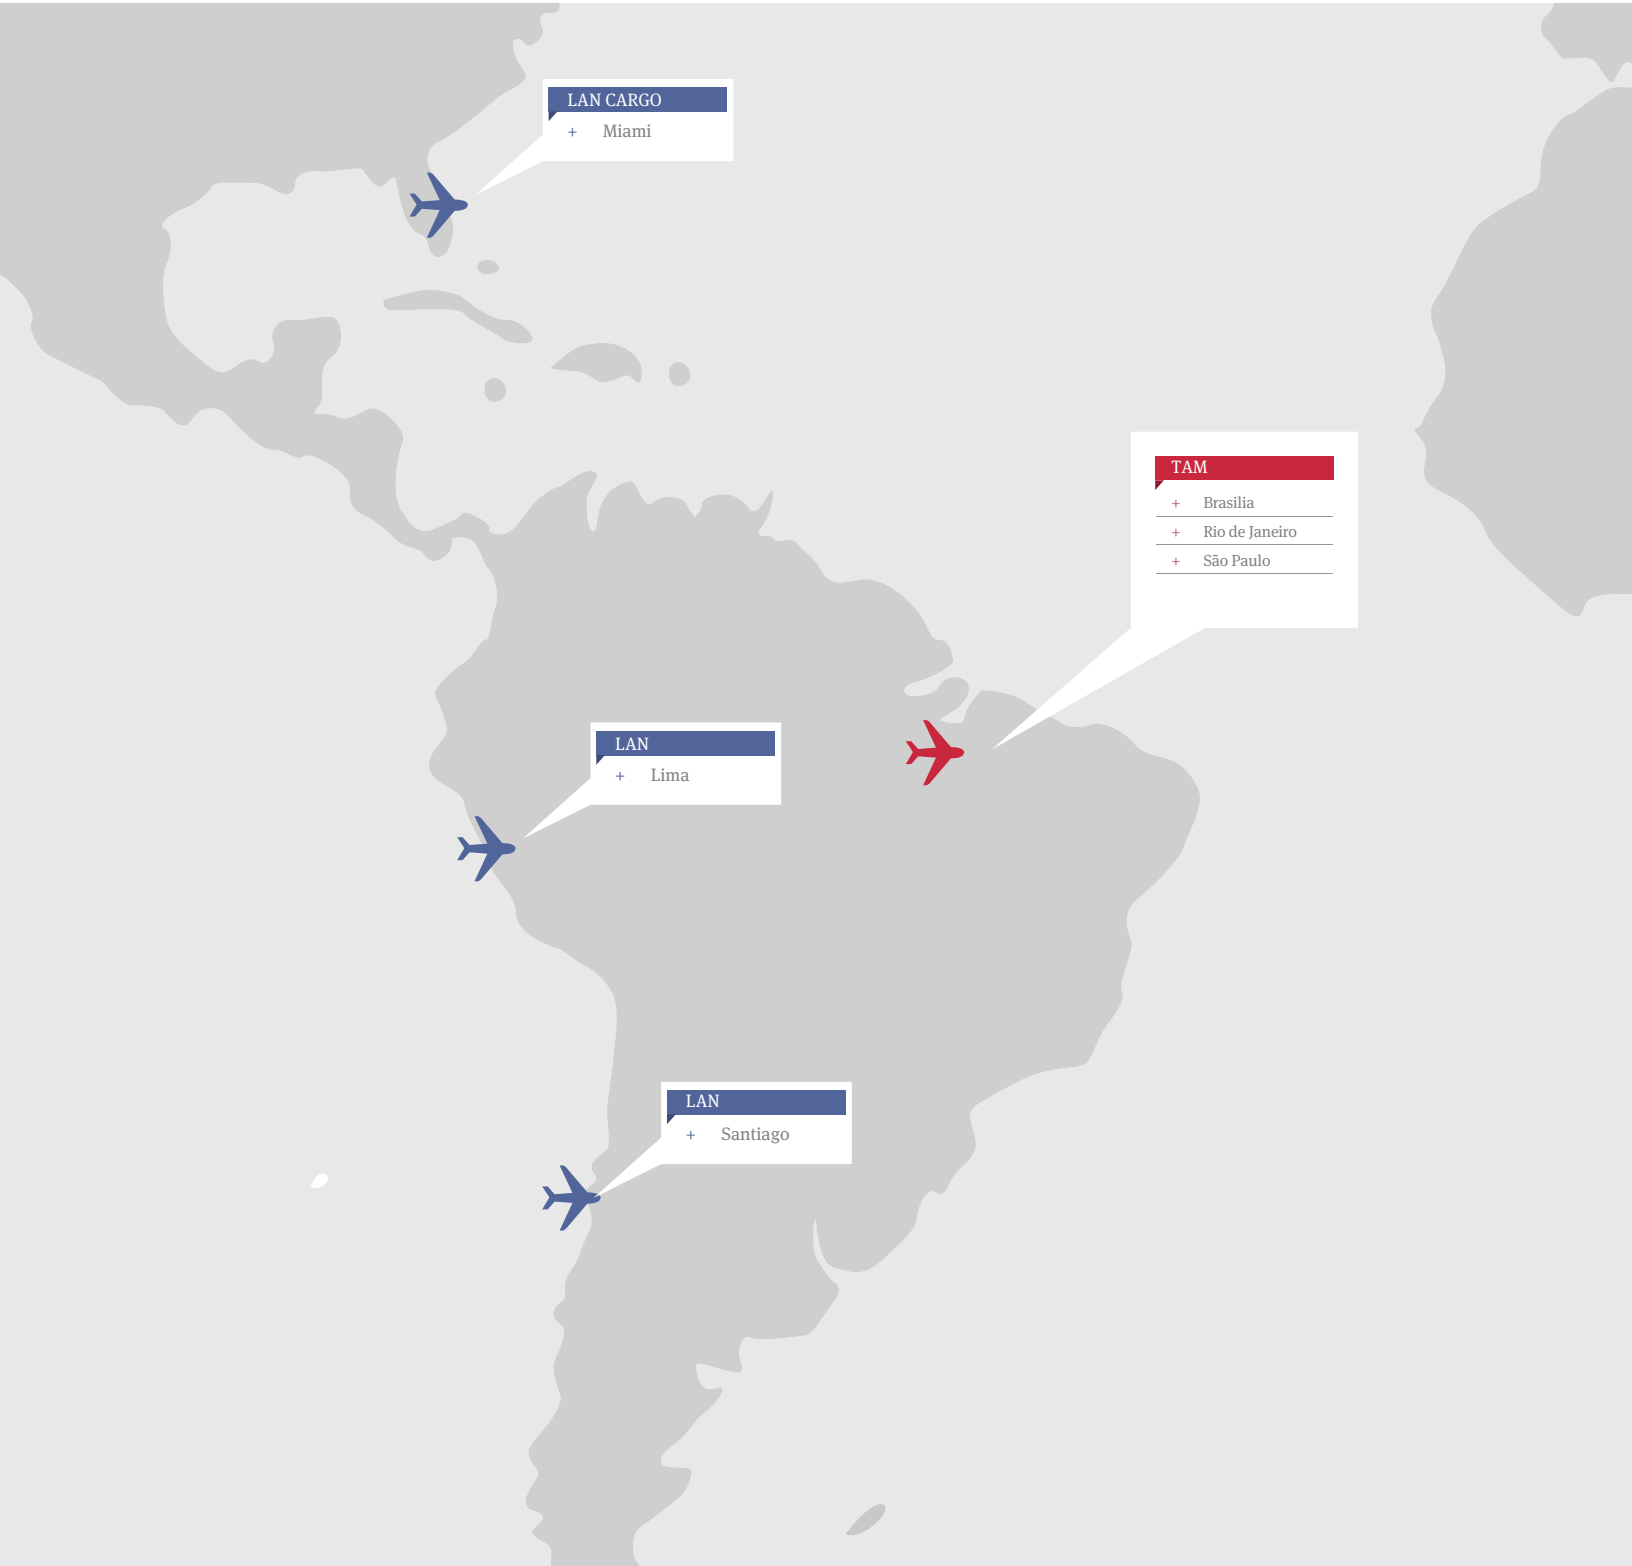 LAN CARGO
+ Miami
TAM
+ Brasilia
+ Rio de Janeiro
+ São Paulo
LAN
+ Lima
LAN
+ Santiago